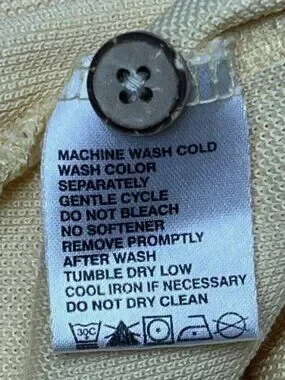 MACHINE WASH COLD
WASH COLOR
SEPARATELY
GENTLE CYCLE
DO NOT BLEACH
NO SOFTENER
REMOVE PROMPTLY
AFTER WASH
TUMBLE DRY LOW
COOL IRON IF NECESSARY
DO NOT DRY CLEAN
30C